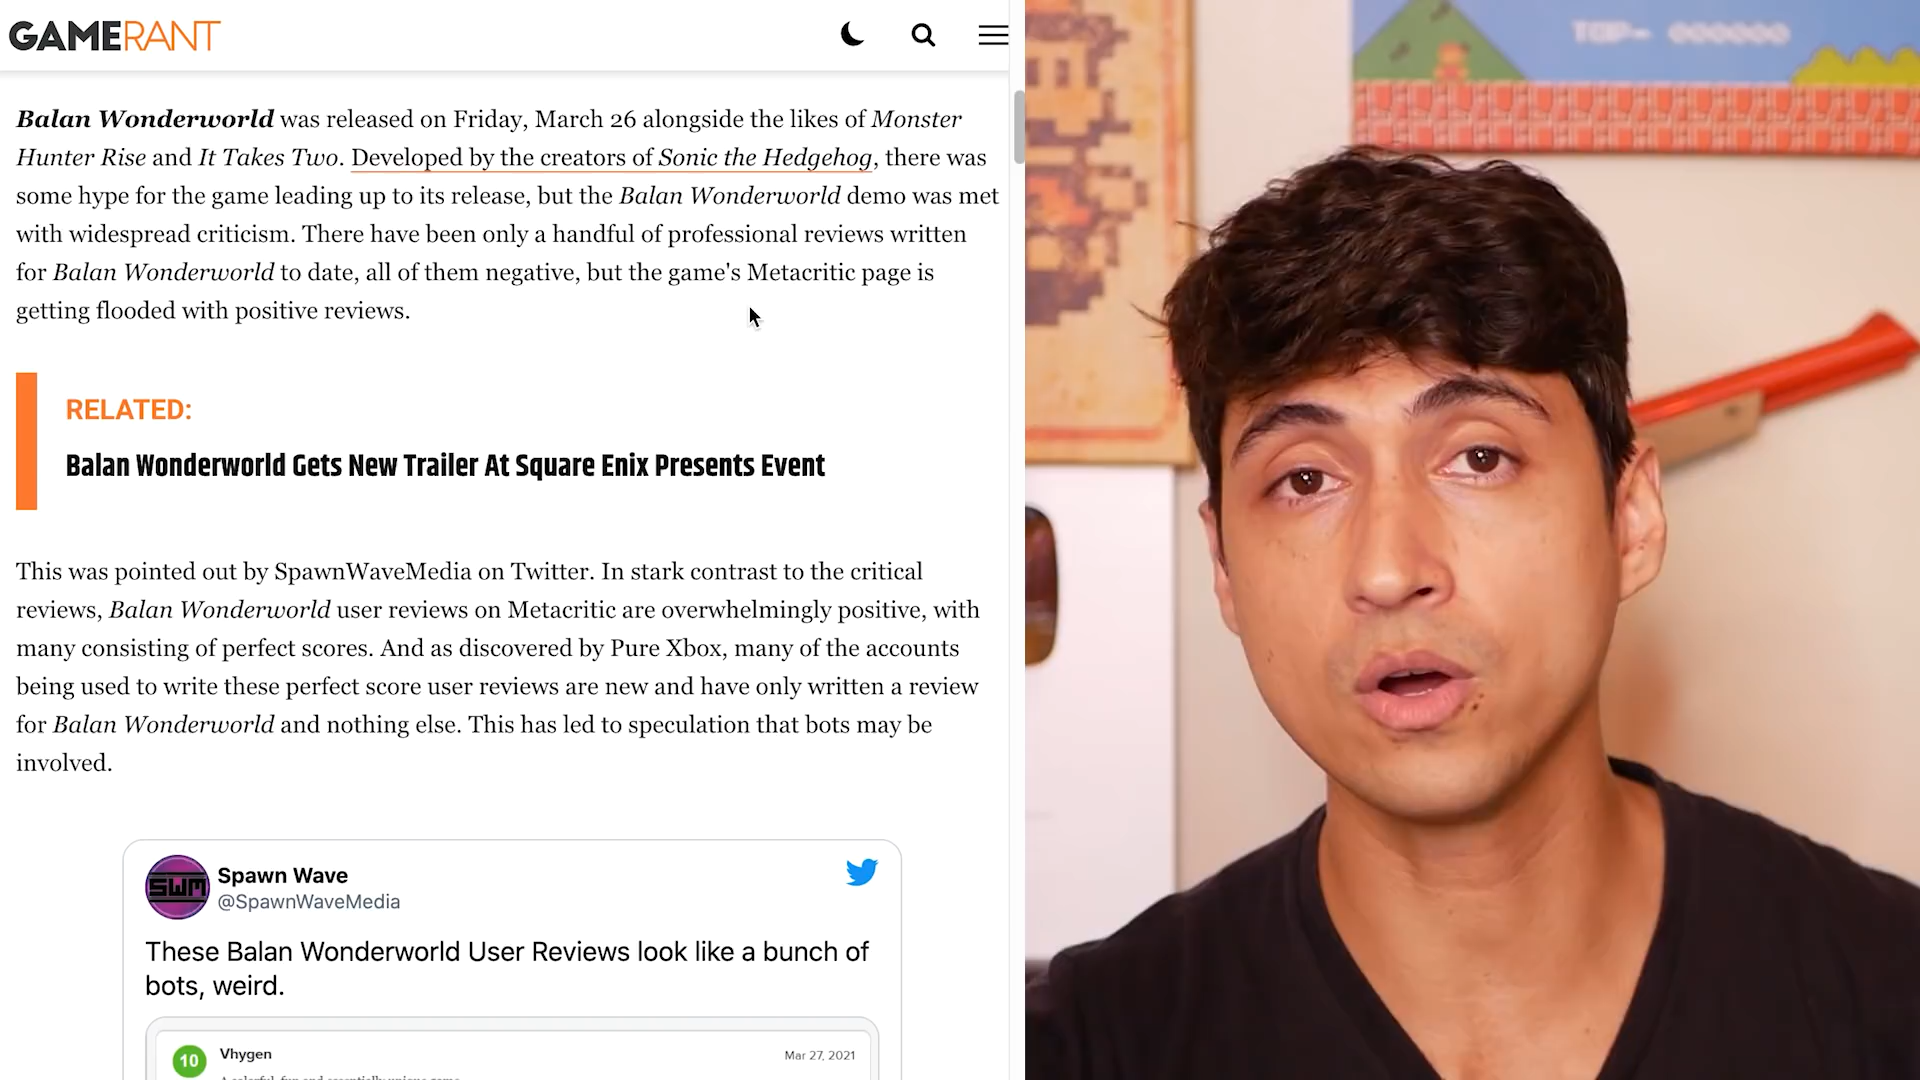 GAMERANT
Balan Wonderworld was released on Friday, March 26 alongside the likes of Monster
Hunter Rise and It Takes Two. Developed by the creators of Sonic the Hedgehog, there was
some hype for the game leading up to its release, but the Balan Wonderworld demo was met
with widespread criticism. There have been only a handful of professional reviews written
for Balan Wonderworld to date, all of them negative, but the game's Metacritic page is
getting flooded with positive reviews.
RELATED:
Balan Wonderworld Gets New Trailer At Square Enix Presents Event
This was pointed out by SpawnWaveMedia on Twitter. In stark contrast to the critical
reviews, Balan Wonderworld user reviews on Metacritic are overwhelmingly positive, with
many consisting of perfect scores. And as discovered by Pure Xbox, many of the accounts
being used to write these perfect score user reviews are new and have only written a review
for Balan Wonderworld and nothing else. This has led to speculation that bots may be
involved.
SWM
Spawn Wave
@SpawnWaveMedia
These Balan Wonderworld User Reviews look like a bunch of
bots, weird.
10
Vhygen
Mar 27, 2021
TOP- 000000